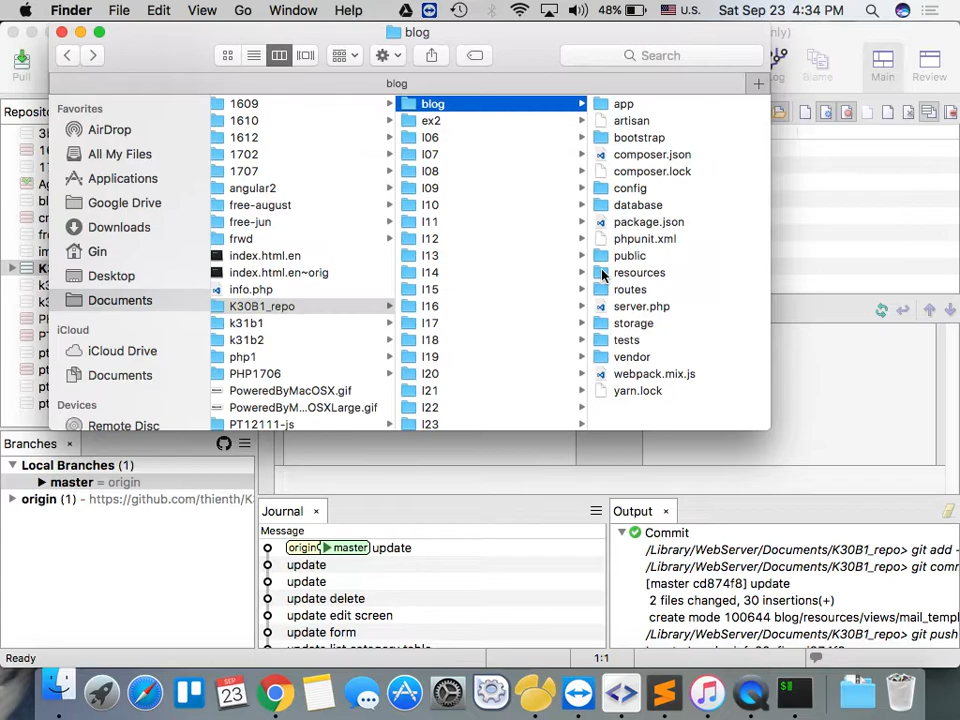 Finder File Edit View Go Window Help 48% U.S. Sat Sep 23 4:34 PM
blog
Search
blog
Pull
Blame
Main
Review
Reposito
Favorites
AirDrop
All My Files
Applications
Google Drive
Downloads
Gin
Desktop
Documents
iCloud
iCloud Drive
Documents
Devices
Remote Disc
1609
1610
1612
1702
1707
angular2
free-august
free-jun
frwd
index.html.en
index.html.en~orig
info.php
K30B1_repo
k31b1
k31b2
php1
PHP1706
PoweredByMacOSX.gif
PoweredByM...OSXLarge.gif
PT12111-js
blog
ex2
l06
l07
l08
l09
l10
l11
l12
l13
l14
l15
l16
l17
l18
l19
l20
l21
l22
l23
app
artisan
bootstrap
composer.json
composer.lock
config
database
package.json
phpunit.xml
public
resources
routes
server.php
storage
tests
vendor
webpack.mix.js
yarn.lock
Branches
Local Branches (1)
master = origin
origin (1) - https://github.com/thienth/K
Journal
Message
origin master update
update
update
update delete
update edit screen
update form
Output
Commit
/Library/WebServer/Documents/K30B1_repo> git add -
/Library/WebServer/Documents/K30B1_repo> git com
[master cd874f8] update
2 files changed, 30 insertions(+)
create mode 100644 blog/resources/views/mail_temp
/Library/WebServer/Documents/K30B1_repo> git push
Ready
1:1
SEP
23